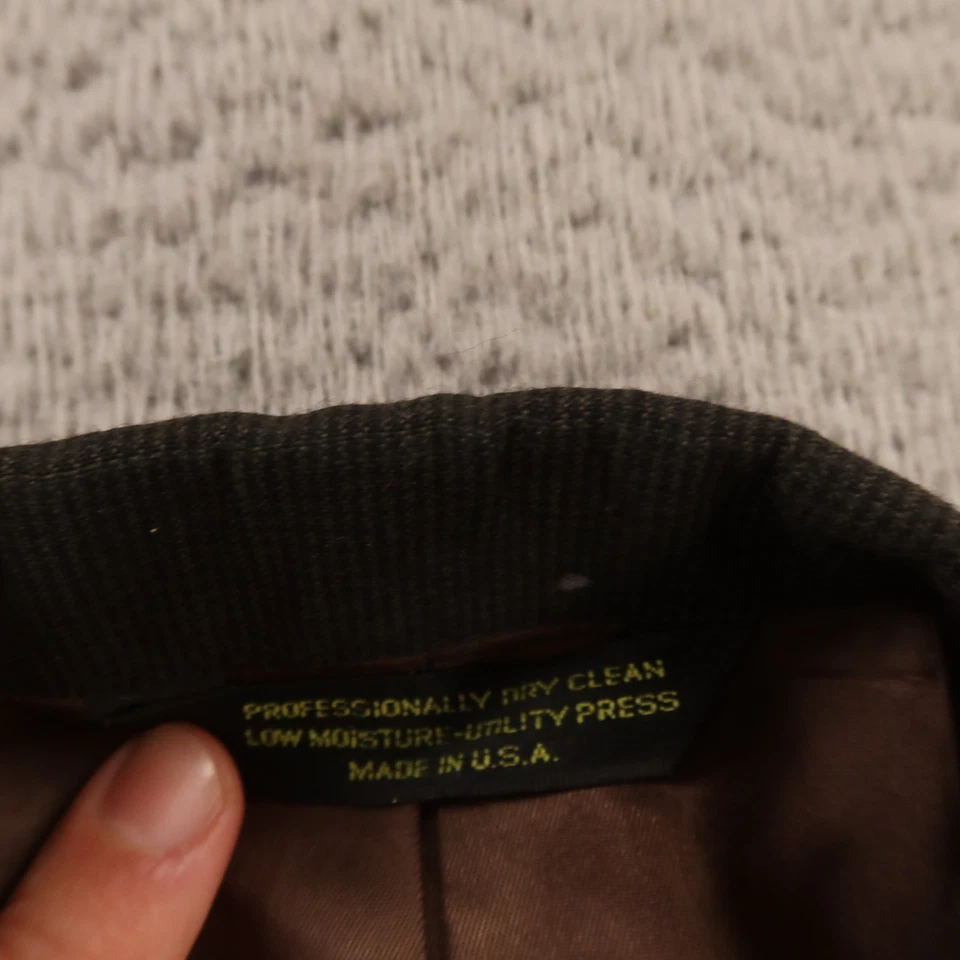 PROFESSIONALLY DRY CLEAN
LOW MOISTURE-UTILITY PRESS
MADE IN U.S.A.